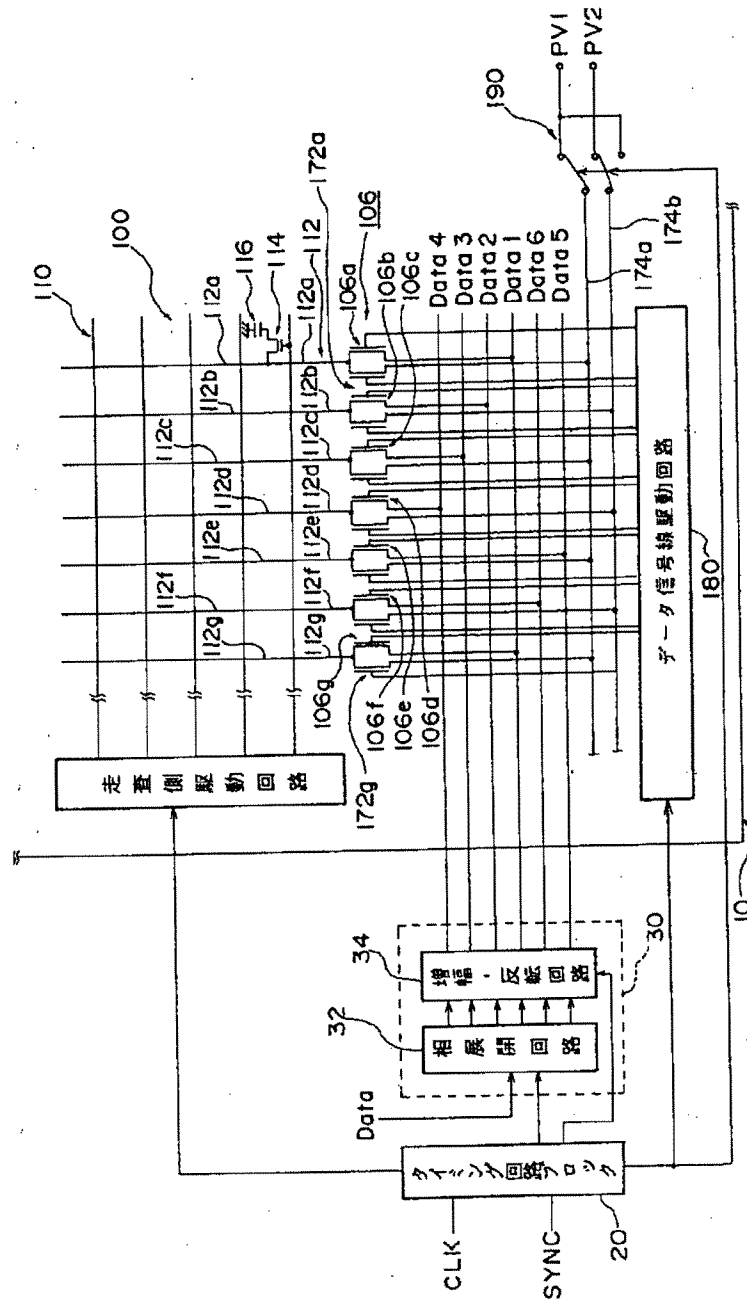 110
100
116
114
112a
172a
112
112a
106
106a
106b
106c
112b
112b
112c
112c
112d
112d
112e
112e
112f
112f
112g
112g
106g
106f
106e
106d
172g
Data 4
Data 3
Data 2
Data 1
Data 6
Data 5
190
PV1
PV2
174a
174b
走査側駆動回路
データ信号線駆動回路
180
10
34
増幅・反転回路
32
相展開回路
30
Data
タイミング回路ブロック
20
CLK
SYNC